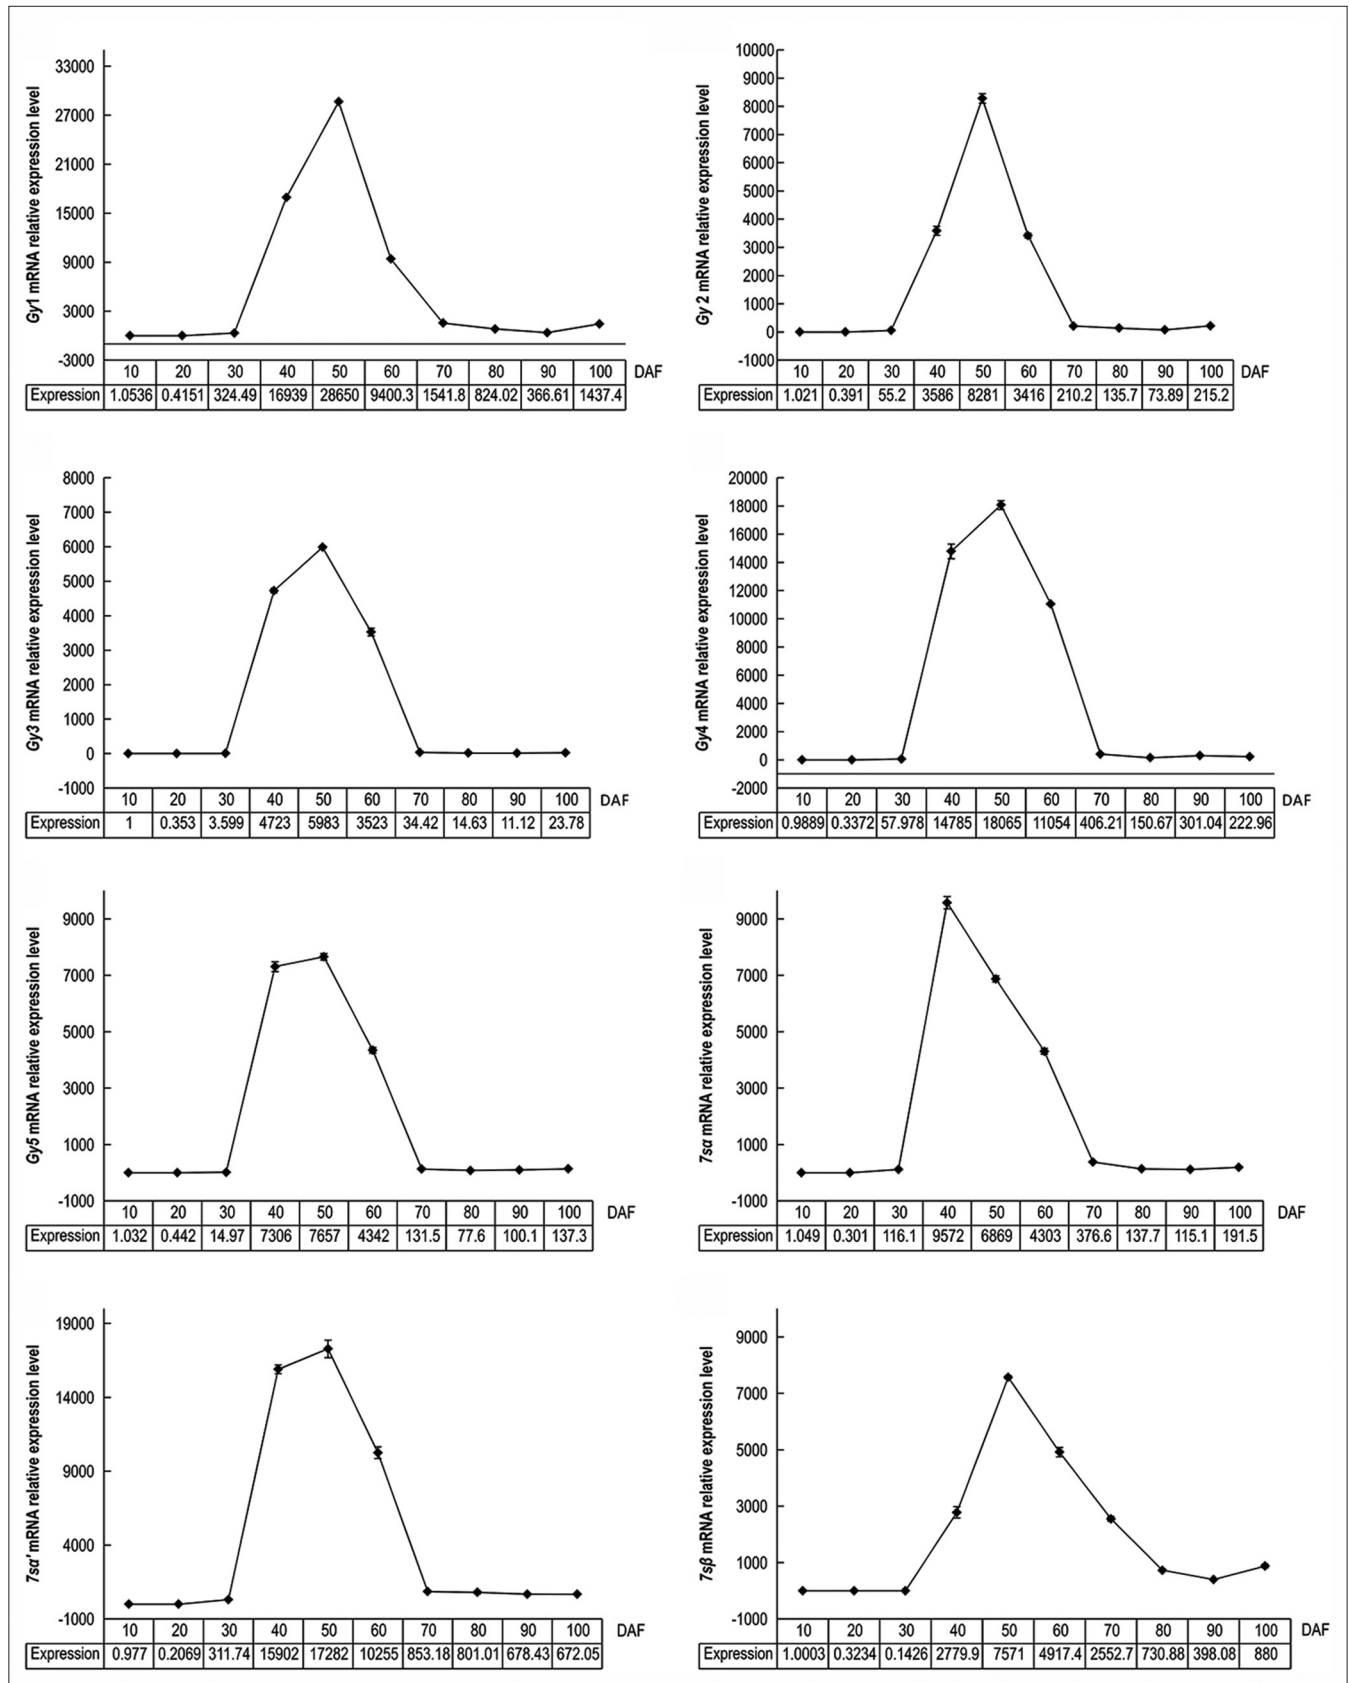 Gy1 mRNA relative expression level
33000
27000
21000
15000
9000
3000
-3000
10 20 30 40 50 60 70 80 90 100 DAF
Expression 1.0536 0.4151 324.49 16939 28650 9400.3 1541.8 824.02 366.61 1437.4
Gy 2 mRNA relative expression level
10000
9000
8000
7000
6000
5000
4000
3000
2000
1000
0
-1000
10 20 30 40 50 60 70 80 90 100 DAF
Expression 1.021 0.391 55.2 3586 8281 3416 210.2 135.7 73.89 215.2
Gy3 mRNA relative expression level
8000
7000
6000
5000
4000
3000
2000
1000
0
-1000
10 20 30 40 50 60 70 80 90 100 DAF
Expression 1 0.353 3.599 4723 5983 3523 34.42 14.63 11.12 23.78
Gy4 mRNA relative expression level
20000
18000
16000
14000
12000
10000
8000
6000
4000
2000
0
-2000
10 20 30 40 50 60 70 80 90 100 DAF
Expression 0.9889 0.3372 57.978 14785 18065 11054 406.21 150.67 301.04 222.96
Gy5 mRNA relative expression level
9000
7000
5000
3000
1000
-1000
10 20 30 40 50 60 70 80 90 100 DAF
Expression 1.032 0.442 14.97 7306 7657 4342 131.5 77.6 100.1 137.3
7sα mRNA relative expression level
9000
7000
5000
3000
1000
-1000
10 20 30 40 50 60 70 80 90 100 DAF
Expression 1.049 0.301 116.1 9572 6869 4303 376.6 137.7 115.1 191.5
7sα' mRNA relative expression level
19000
14000
9000
4000
-1000
10 20 30 40 50 60 70 80 90 100 DAF
Expression 0.977 0.2069 311.74 15902 17282 10255 853.18 801.01 678.43 672.05
7sβ mRNA relative expression level
9000
7000
5000
3000
1000
-1000
10 20 30 40 50 60 70 80 90 100 DAF
Expression 1.0003 0.3234 0.1426 2779.9 7571 4917.4 2552.7 730.88 398.08 880